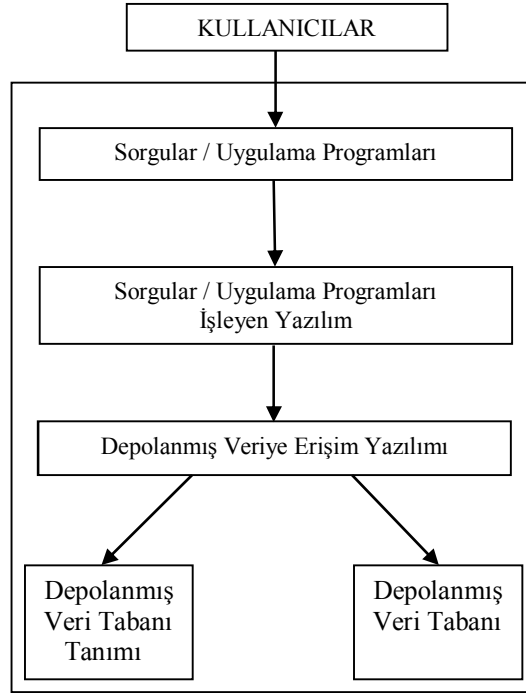 KULLANICILAR
Sorgular / Uygulama Programları
Sorgular / Uygulama Programları
İşleyen Yazılım
Depolanmış Veriye Erişim Yazılımı
Depolanmış
Veri Tabanı
Tanımı
Depolanmış
Veri Tabanı